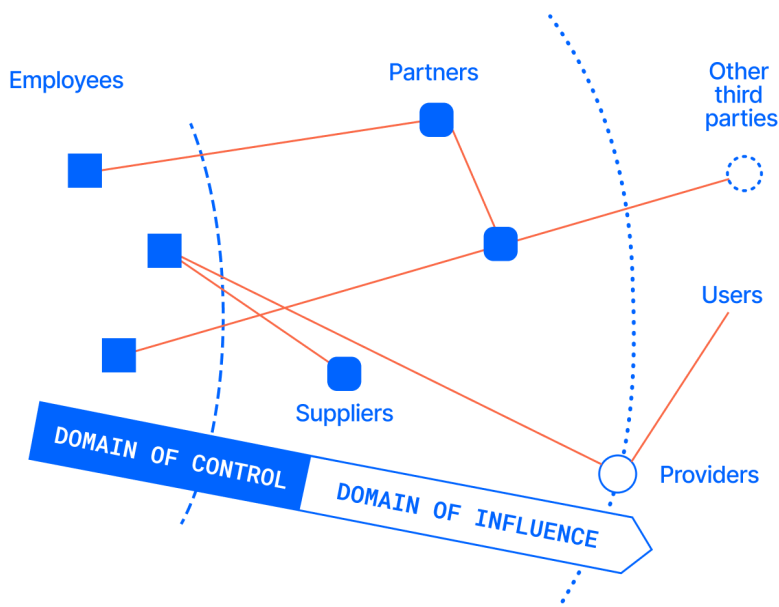 Employees
Partners
Other
third
parties
Users
Suppliers
Providers
DOMAIN OF CONTROL
DOMAIN OF INFLUENCE